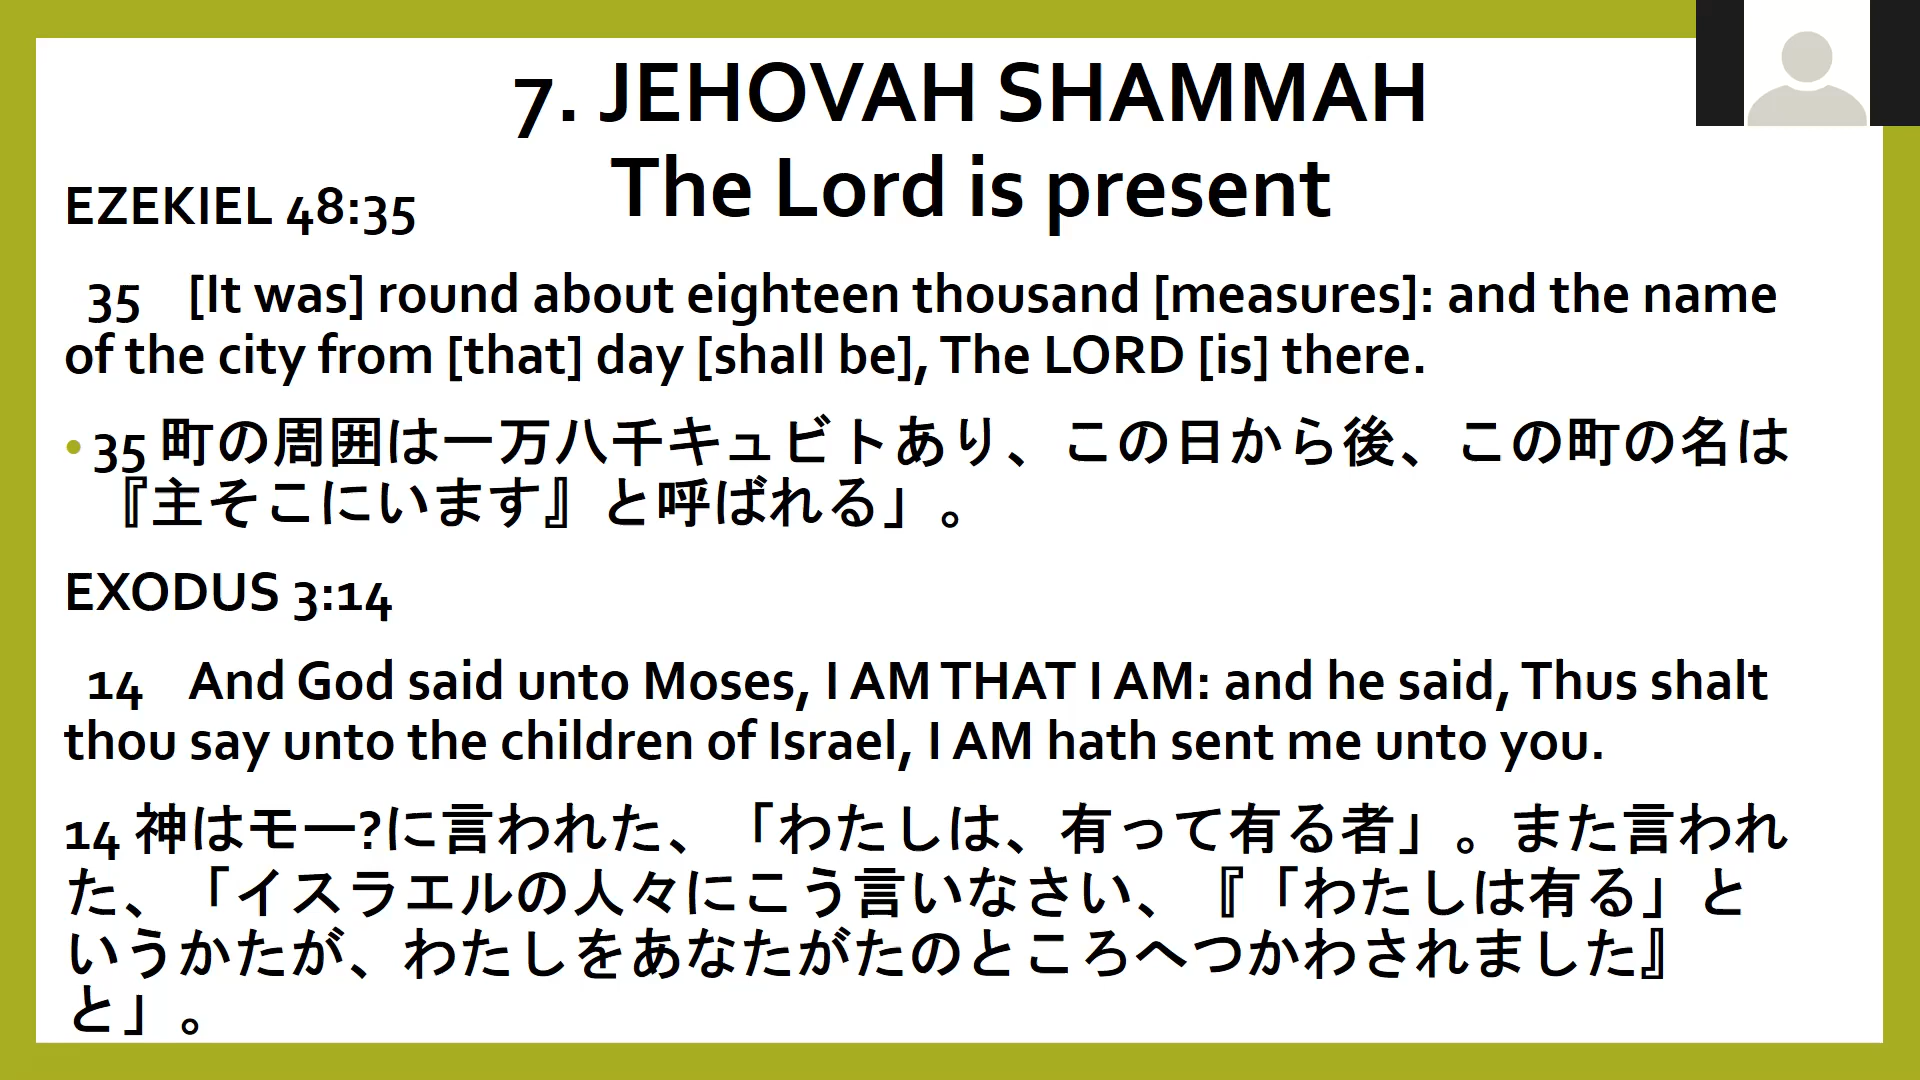 7. JEHOVAH SHAMMAH
The Lord is present
EZEKIEL 48:35
35 [It was] round about eighteen thousand [measures]: and the name
of the city from [that] day [shall be], The LORD [is] there.
• 35 町の周囲は一万八千キュビトあり、この日から後、この町の名は
『主そこにいます』と呼ばれる」。
EXODUS 3:14
14 And God said unto Moses, I AM THAT I AM: and he said, Thus shalt
thou say unto the children of Israel, I AM hath sent me unto you.
14 神はモー?に言われた、「わたしは、有って有る者」。また言われ
た、「イスラエルの人々にこう言いなさい、『「わたしは有る」と
いうかたが、わたしをあなたがたのところへつかわされました』
と」。